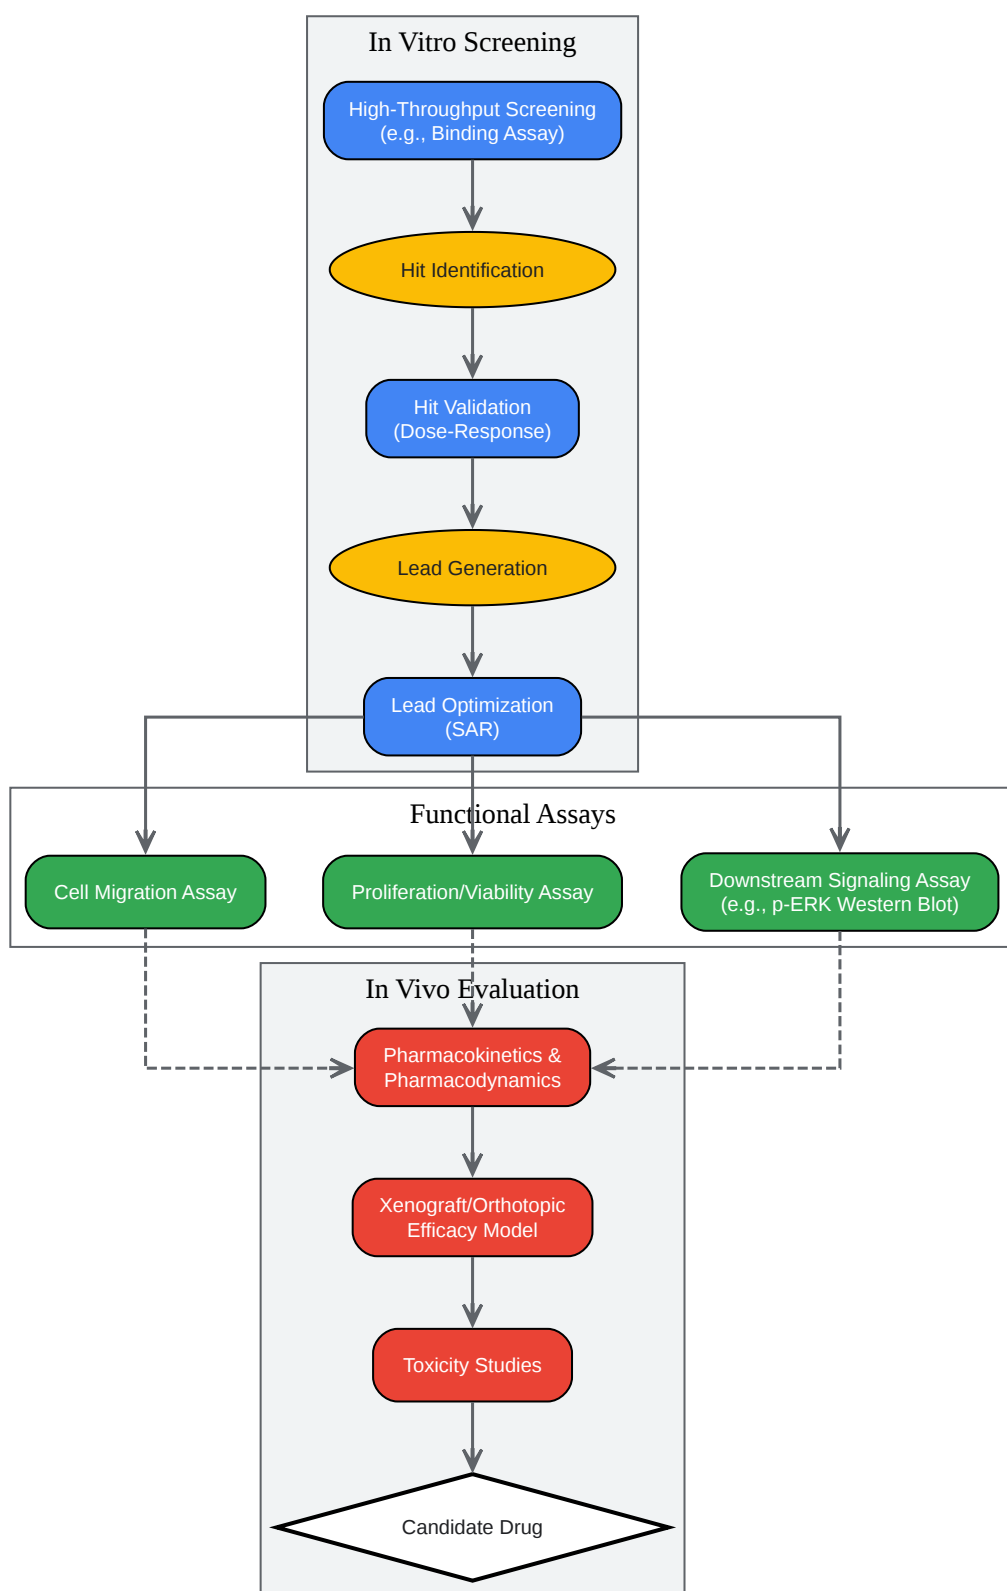 In Vitro Screening
High-Throughput Screening
(e.g., Binding Assay)
Hit Identification
Hit Validation
(Dose-Response)
Lead Generation
Lead Optimization
(SAR)
Functional Assays
Cell Migration Assay
Proliferation/Viability Assay
Downstream Signaling Assay
(e.g., p-ERK Western Blot)
In Vivo Evaluation
Pharmacokinetics &
Pharmacodynamics
Xenograft/Orthotopic
Efficacy Model
Toxicity Studies
Candidate Drug